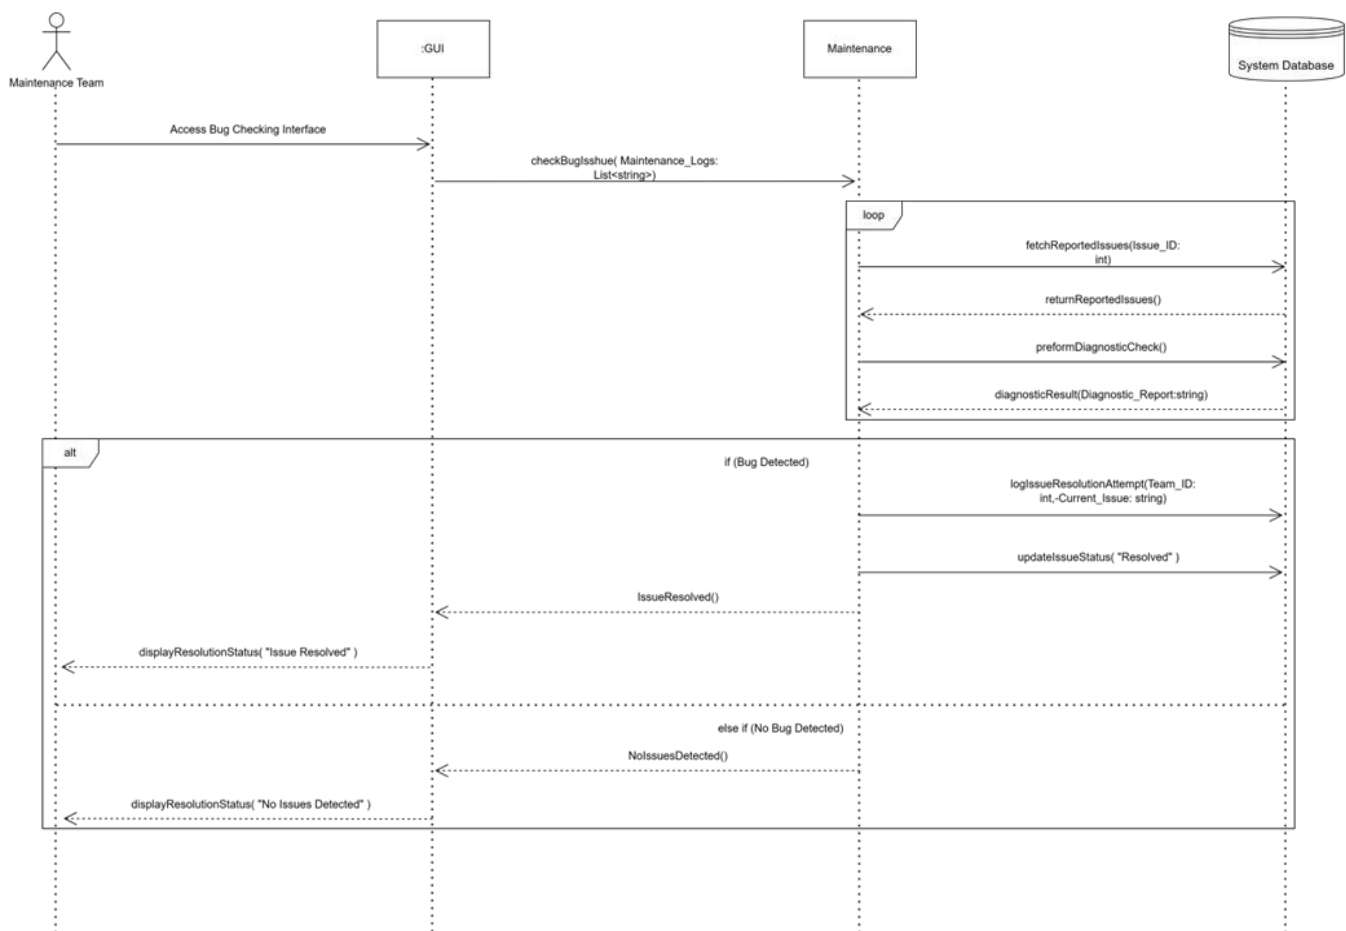 Maintenance Team
:GUI
Maintenance
System Database
Access Bug Checking Interface
checkBugIsshue( Maintenance_Logs:
List<string>)
loop
fetchReportedIssues(Issue_ID:
int)
returnReportedIssues()
preformDiagnosticCheck()
diagnosticResult(Diagnostic_Report:string)
alt
if (Bug Detected)
logIssueResolutionAttempt(Team_ID:
int,-Current_Issue: string)
updateIssueStatus( "Resolved" )
IssueResolved()
displayResolutionStatus( "Issue Resolved" )
else if (No Bug Detected)
NoIssuesDetected()
displayResolutionStatus( "No Issues Detected" )